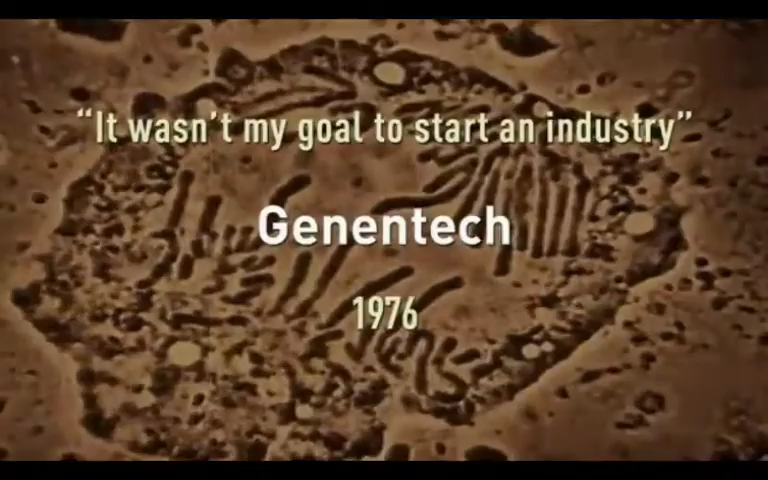 “It wasn’t my goal to start an industry”
Genentech
1976